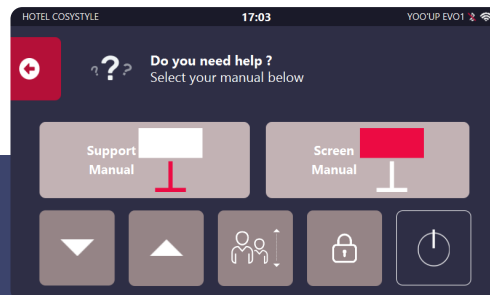 HOTEL COSYSTYLE 17:03 YOO'UP EVO1
???
Do you need help ?
Select your manual below
Support
Manual
Screen
Manual